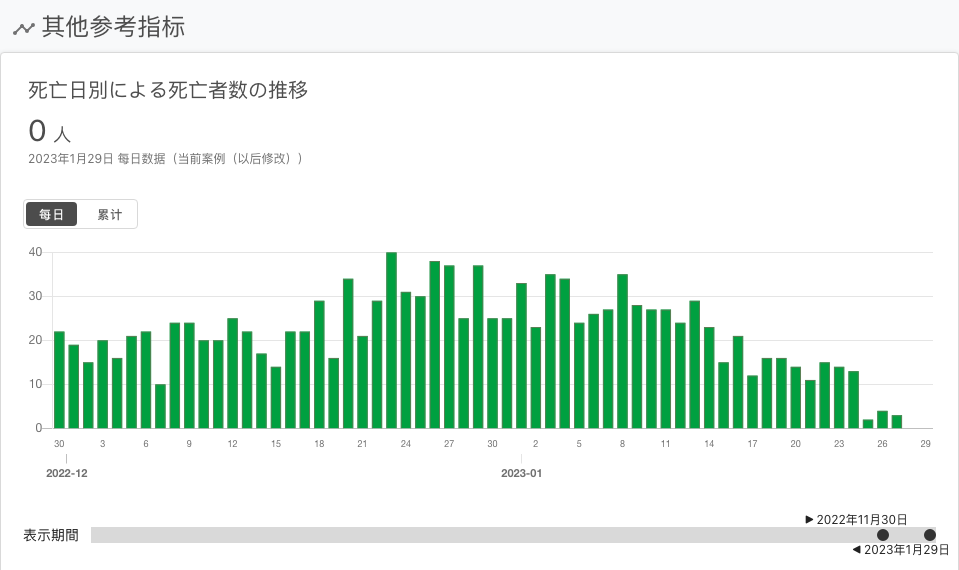 其他参考指标
死亡日別による死亡者数の推移
0 人
2023年1月29日 每日数据（当前案例（以后修改））
每日 累计
40
30
20
10
0
30 3 6 9 12 15 18 21 24 27 30 2 5 8 11 14 17 20 23 26 29
2022-12 2023-01
▶ 2022年11月30日
表示期間
◀ 2023年1月29日